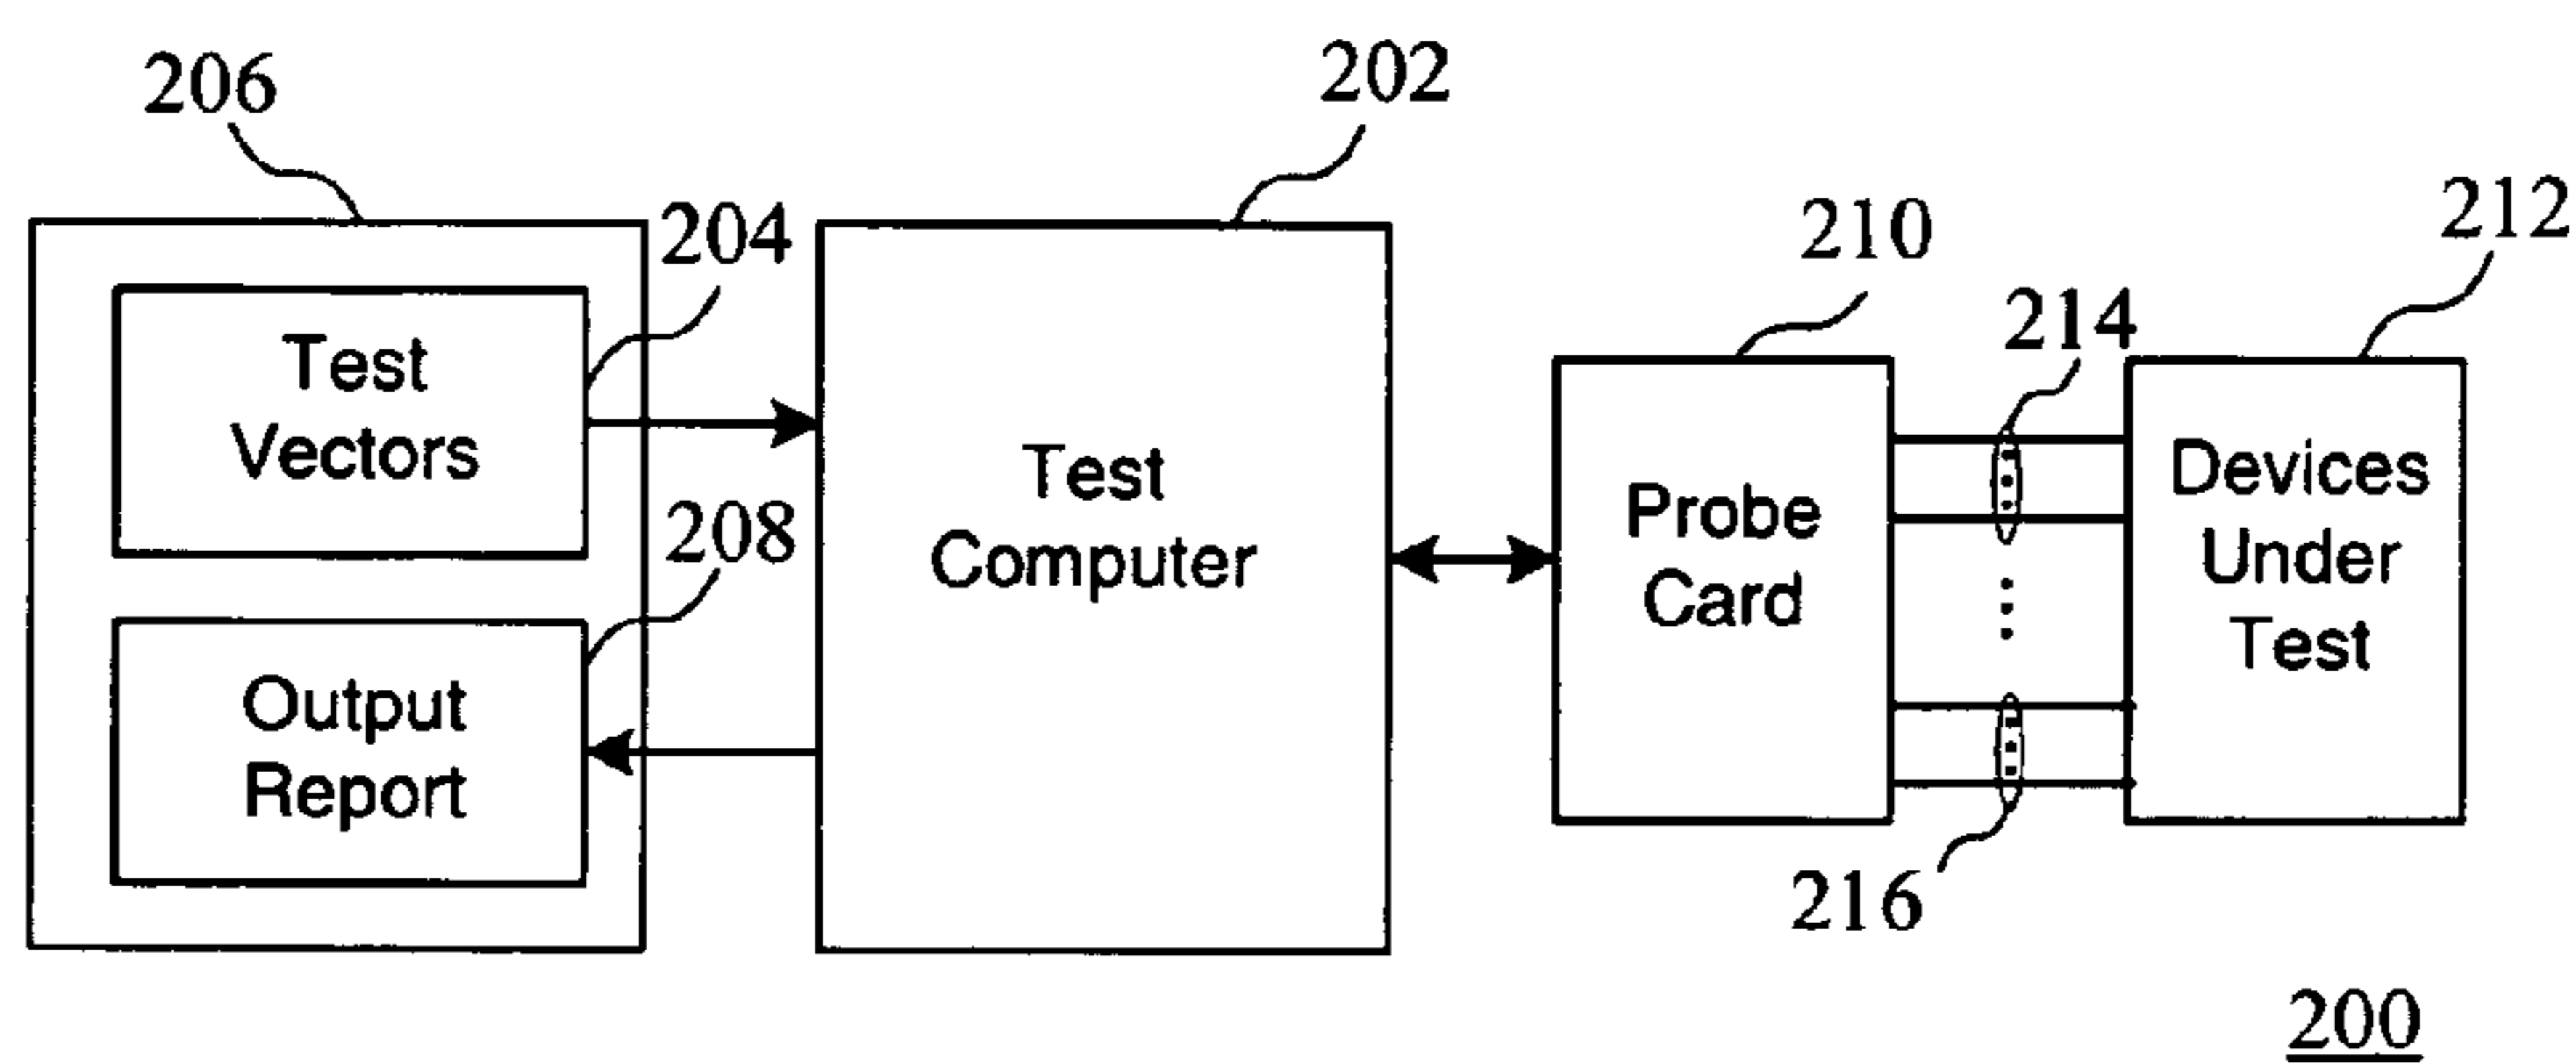 206
202
204
210
212
214
Test
Vectors
208
Test
Computer
Probe
Card
Devices
Under
Test
Output
Report
216
200